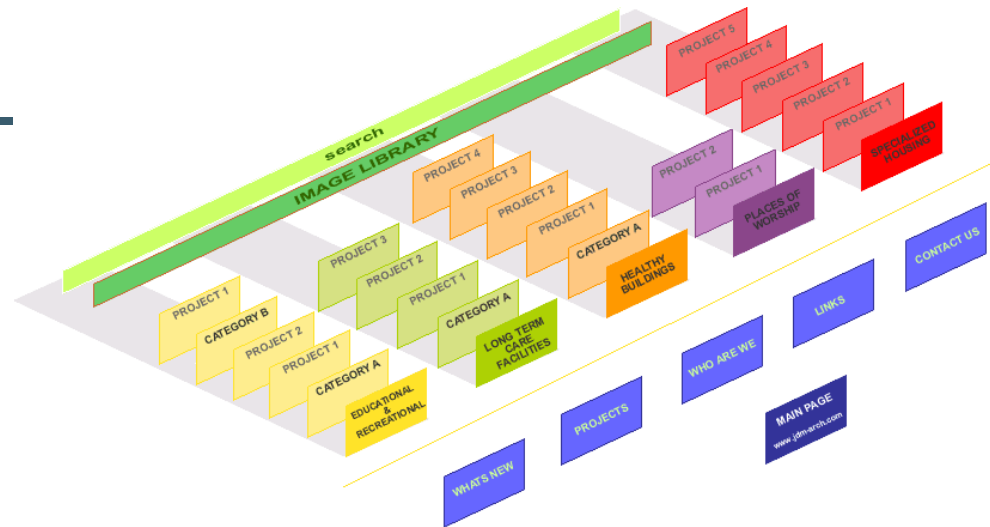 search
IMAGE LIBRARY
PROJECT 1
CATEGORY B
PROJECT 2
PROJECT 1
CATEGORY A
EDUCATIONAL
&
RECREATIONAL
PROJECT 3
PROJECT 2
PROJECT 1
CATEGORY A
LONG TERM
CARE
FACILITIES
PROJECT 4
PROJECT 3
PROJECT 2
PROJECT 1
CATEGORY A
HEALTHY
BUILDINGS
PROJECT 2
PROJECT 1
PLACES OF
WORSHIP
PROJECT 5
PROJECT 4
PROJECT 3
PROJECT 2
PROJECT 1
SPECIALIZED
HOUSING
WHATS NEW
PROJECTS
WHO ARE WE
LINKS
CONTACT US
MAIN PAGE
www.jdm-arch.com